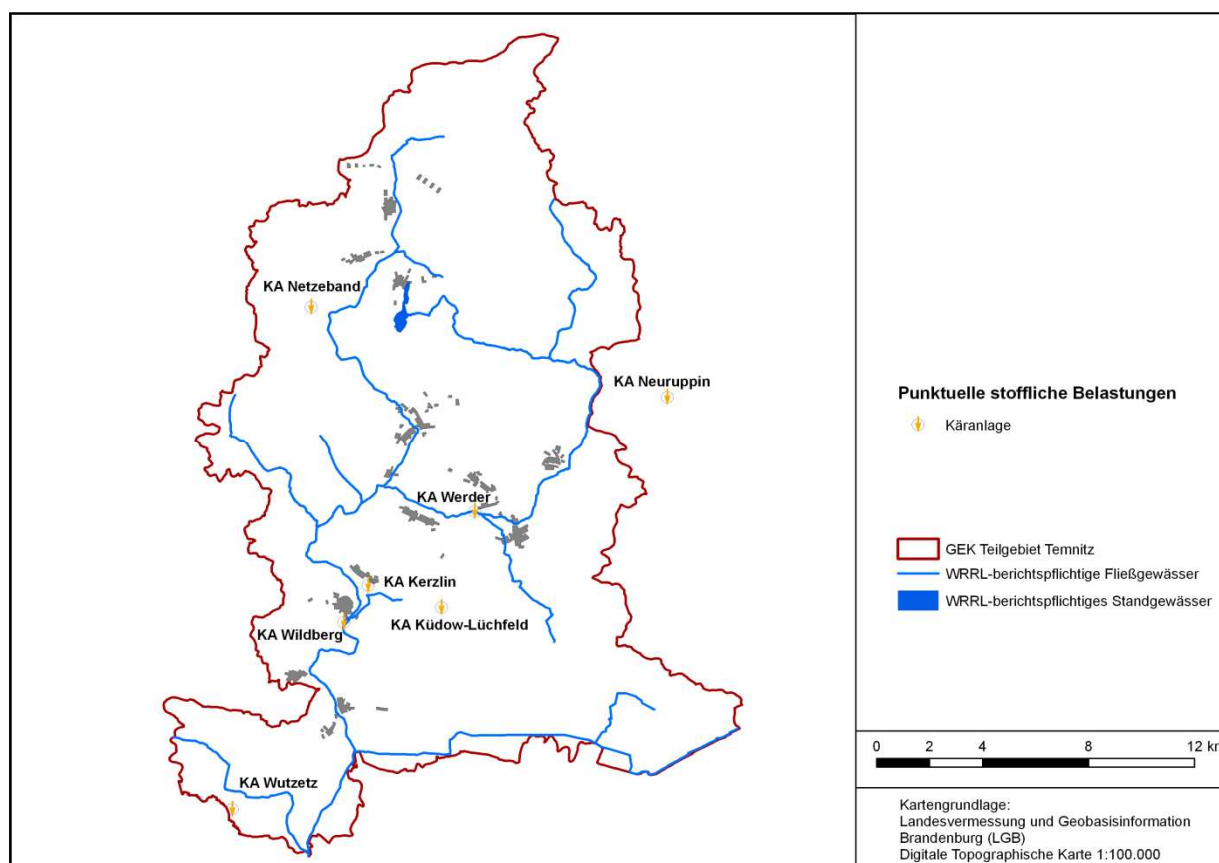 KA Netzeband
KA Neuruppin
KA Werder
KA Kerzlin
KA Küdow-Lüchfeld
KA Wildberg
KA Wutzetz
Punktuelle stoffliche Belastungen
Käranlage
GEK Teilgebiet Temnitz
WRRL-berichtspflichtige Fließgewässer
WRRL-berichtspflichtiges Standgewässer
0 2 4 8 12 km
Kartengrundlage:
Landesvermessung und Geobasisinformation
Brandenburg (LGB)
Digitale Topographische Karte 1:100.000